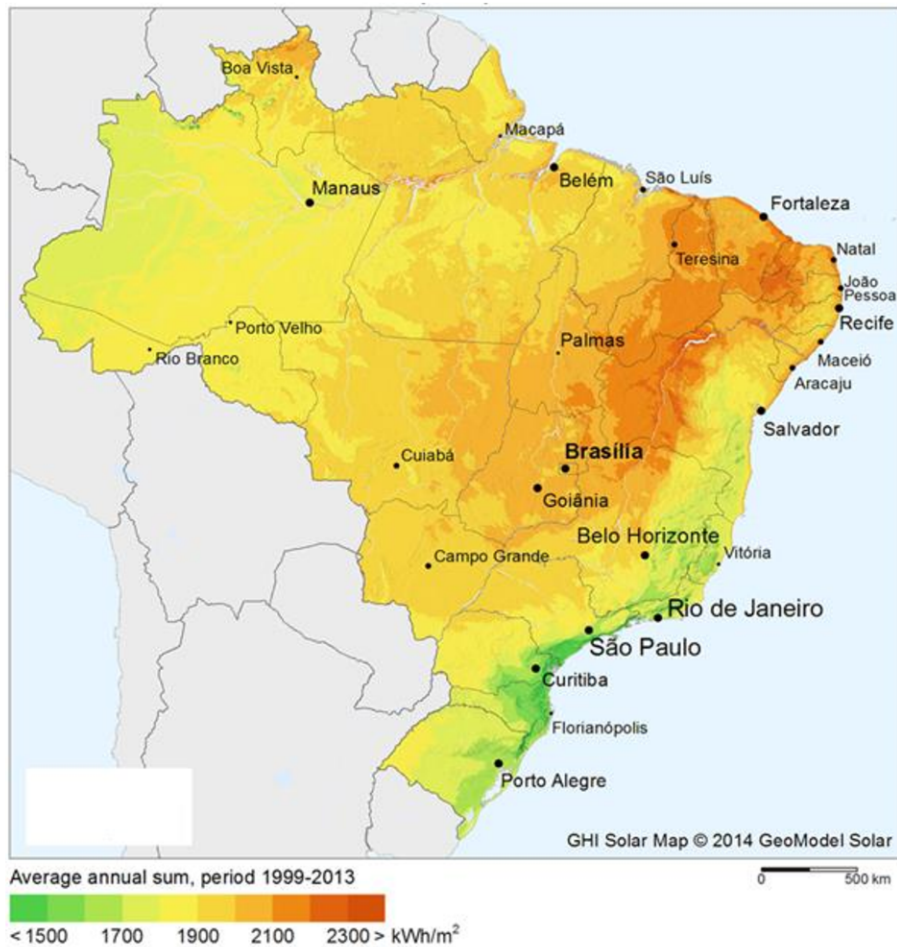 Boa Vista
Macapá
Belém
São Luís
Manaus
Fortaleza
Teresina
Natal
João
Pessoa
Recife
Porto Velho
Palmas
Maceió
Rio Branco
Aracaju
Salvador
Brasília
Cuiabá
Goiânia
Belo Horizonte
Vitória
Campo Grande
Rio de Janeiro
São Paulo
Curitiba
Florianópolis
Porto Alegre
GHI Solar Map © 2014 GeoModel Solar
Average annual sum, period 1999-2013
0 500 km
< 1500 1700 1900 2100 2300 > kWh/m²